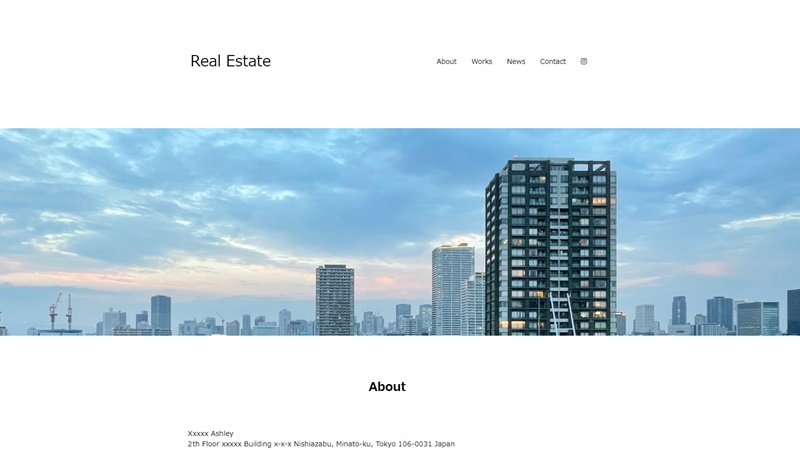 Real Estate
About Works News Contact
About
Xxxxx Ashley
2th Floor xxxxx Building x-x-x Nishiazabu, Minato-ku, Tokyo 106-0031 Japan